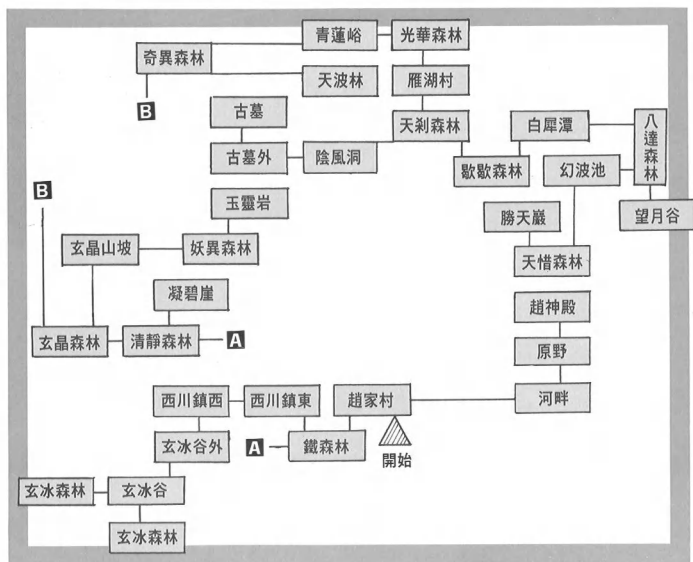 青蓮峪
光華森林
奇異森林
天波林
雁湖村
B
古墓
天剎森林
白犀潭
八達森林
古墓外
陰風洞
歇歇森林
幻波池
B
玉靈岩
勝天巖
望月谷
玄晶山坡
妖異森林
天惜森林
凝碧崖
趙神殿
玄晶森林
清靜森林
A
原野
西川鎮西
西川鎮東
趙家村
河畔
玄冰谷外
A
鐵森林
開始
玄冰森林
玄冰谷
玄冰森林